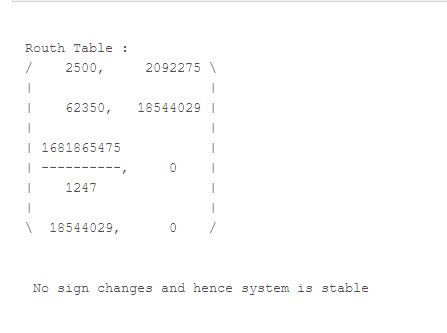 Routh Table :
/    2500,     2092275 \
|                      |
|    62350,   18544029 |
|                      |
| 1681865475           |
| ----------,     0    |
|    1247              |
|                      |
\  18544029,      0    /
No sign changes and hence system is stable